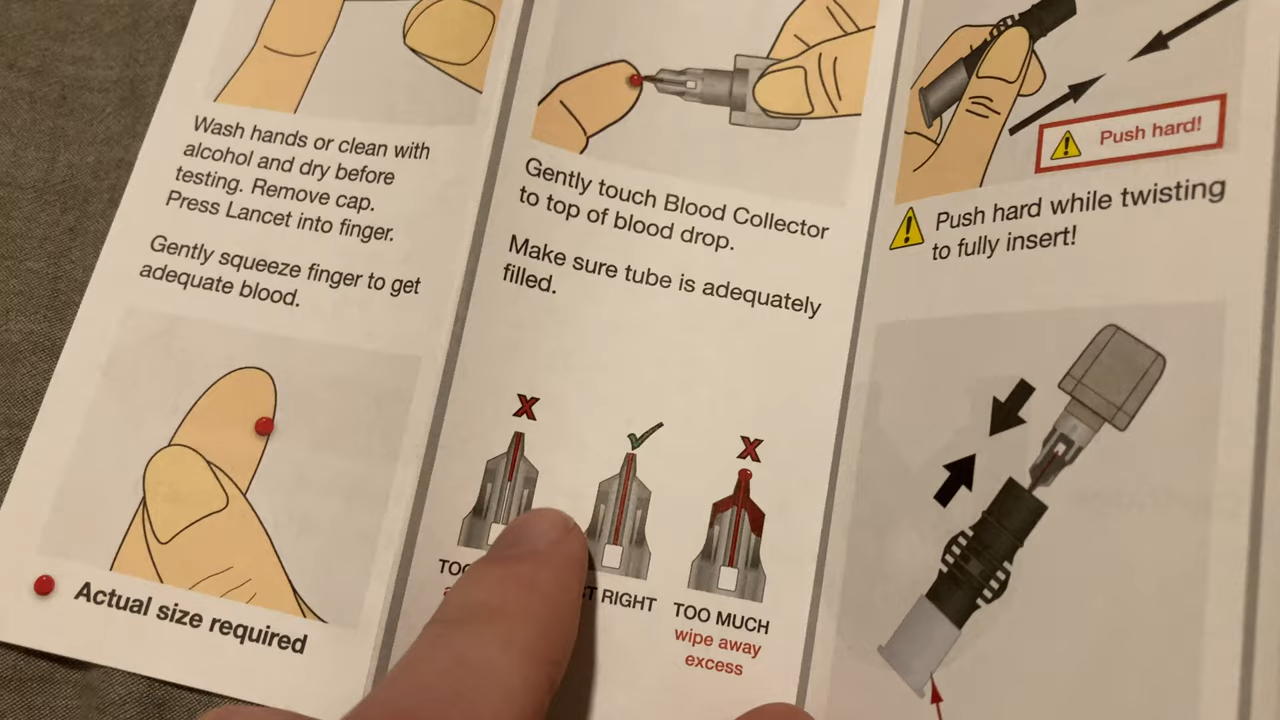 Wash hands or clean with
alcohol and dry before
testing. Remove cap.
Press Lancet into finger.
Gently squeeze finger to get
adequate blood.
Actual size required
Gently touch Blood Collector
to top of blood drop.
Make sure tube is adequately
filled.
X
X
RIGHT
TOO MUCH
wipe away
excess
Push hard!
Push hard while twisting
to fully insert!